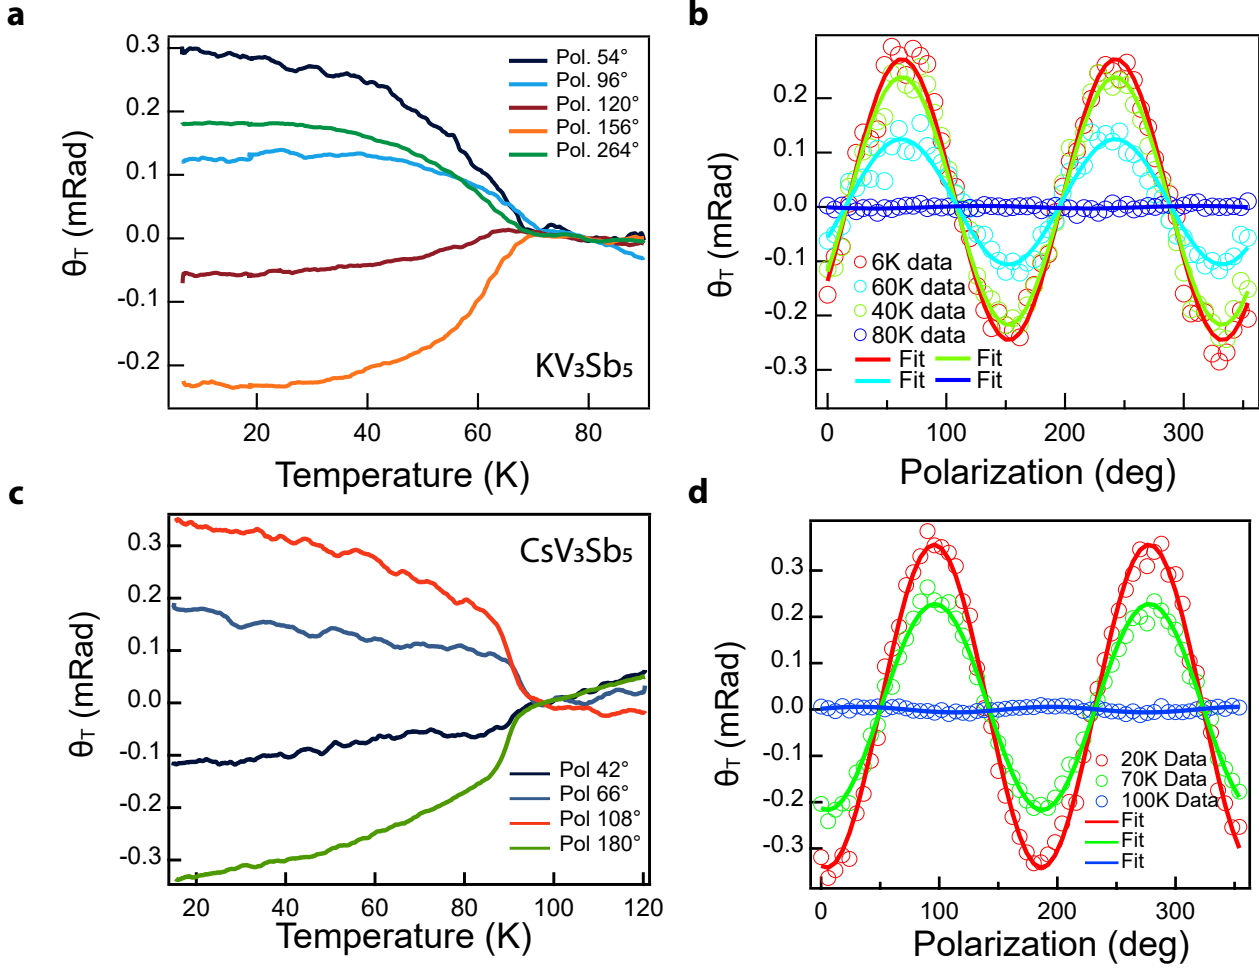 a
θT (mRad)
0.3
0.2
0.1
0.0
-0.1
-0.2
Pol. 54°
Pol. 96°
Pol. 120°
Pol. 156°
Pol. 264°
KV₃Sb₅
20 40 60 80
Temperature (K)
b
θT (mRad)
0.2
0.1
0.0
-0.1
-0.2
-0.3
6K data
60K data
40K data
80K data
Fit Fit
Fit Fit
0 100 200 300
Polarization (deg)
c
θT (mRad)
0.3
0.2
0.1
0.0
-0.1
-0.2
-0.3
CsV₃Sb₅
Pol 42°
Pol 66°
Pol 108°
Pol 180°
20 40 60 80 100 120
Temperature (K)
d
θT (mRad)
0.3
0.2
0.1
0.0
-0.1
-0.2
-0.3
20K Data
70K Data
100K Data
Fit
Fit
Fit
0 100 200 300
Polarization (deg)